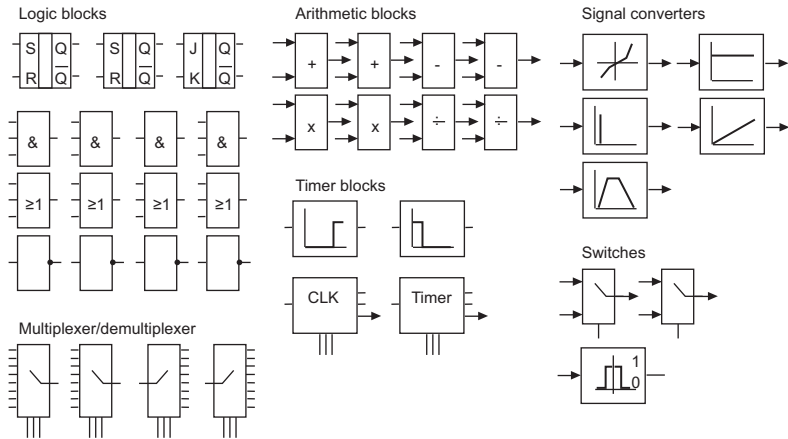 Logic blocks
S Q S Q J Q
R Q R Q K Q
& & & &
≥1 ≥1 ≥1 ≥1
Multiplexer/demultiplexer
Arithmetic blocks
+ + - -
x x ÷ ÷
Timer blocks
CLK Timer
Signal converters
Switches
1
0